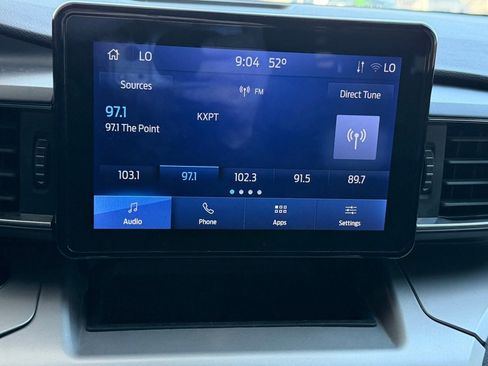 LO 9:04 52° LO
Sources FM Direct Tune
97.1 KXPT
97.1 The Point
103.1 97.1 102.3 91.5 89.7
Audio Phone Apps Settings